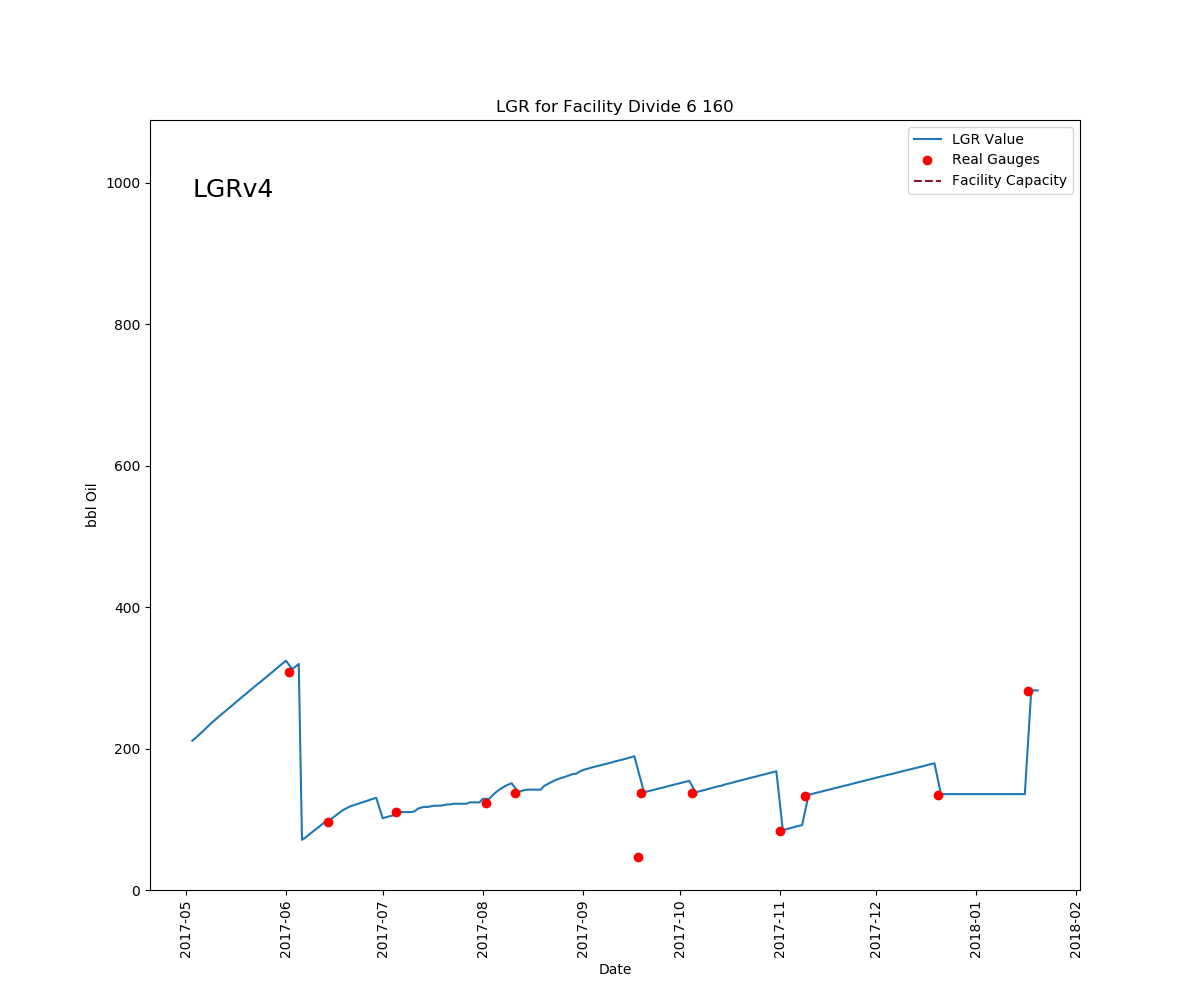 LGR for Facility Divide 6 160
LGRv4
LGR Value
Real Gauges
Facility Capacity
bbl Oil
1000
800
600
400
200
0
2017-05
2017-06
2017-07
2017-08
2017-09
2017-10
2017-11
2017-12
2018-01
2018-02
Date